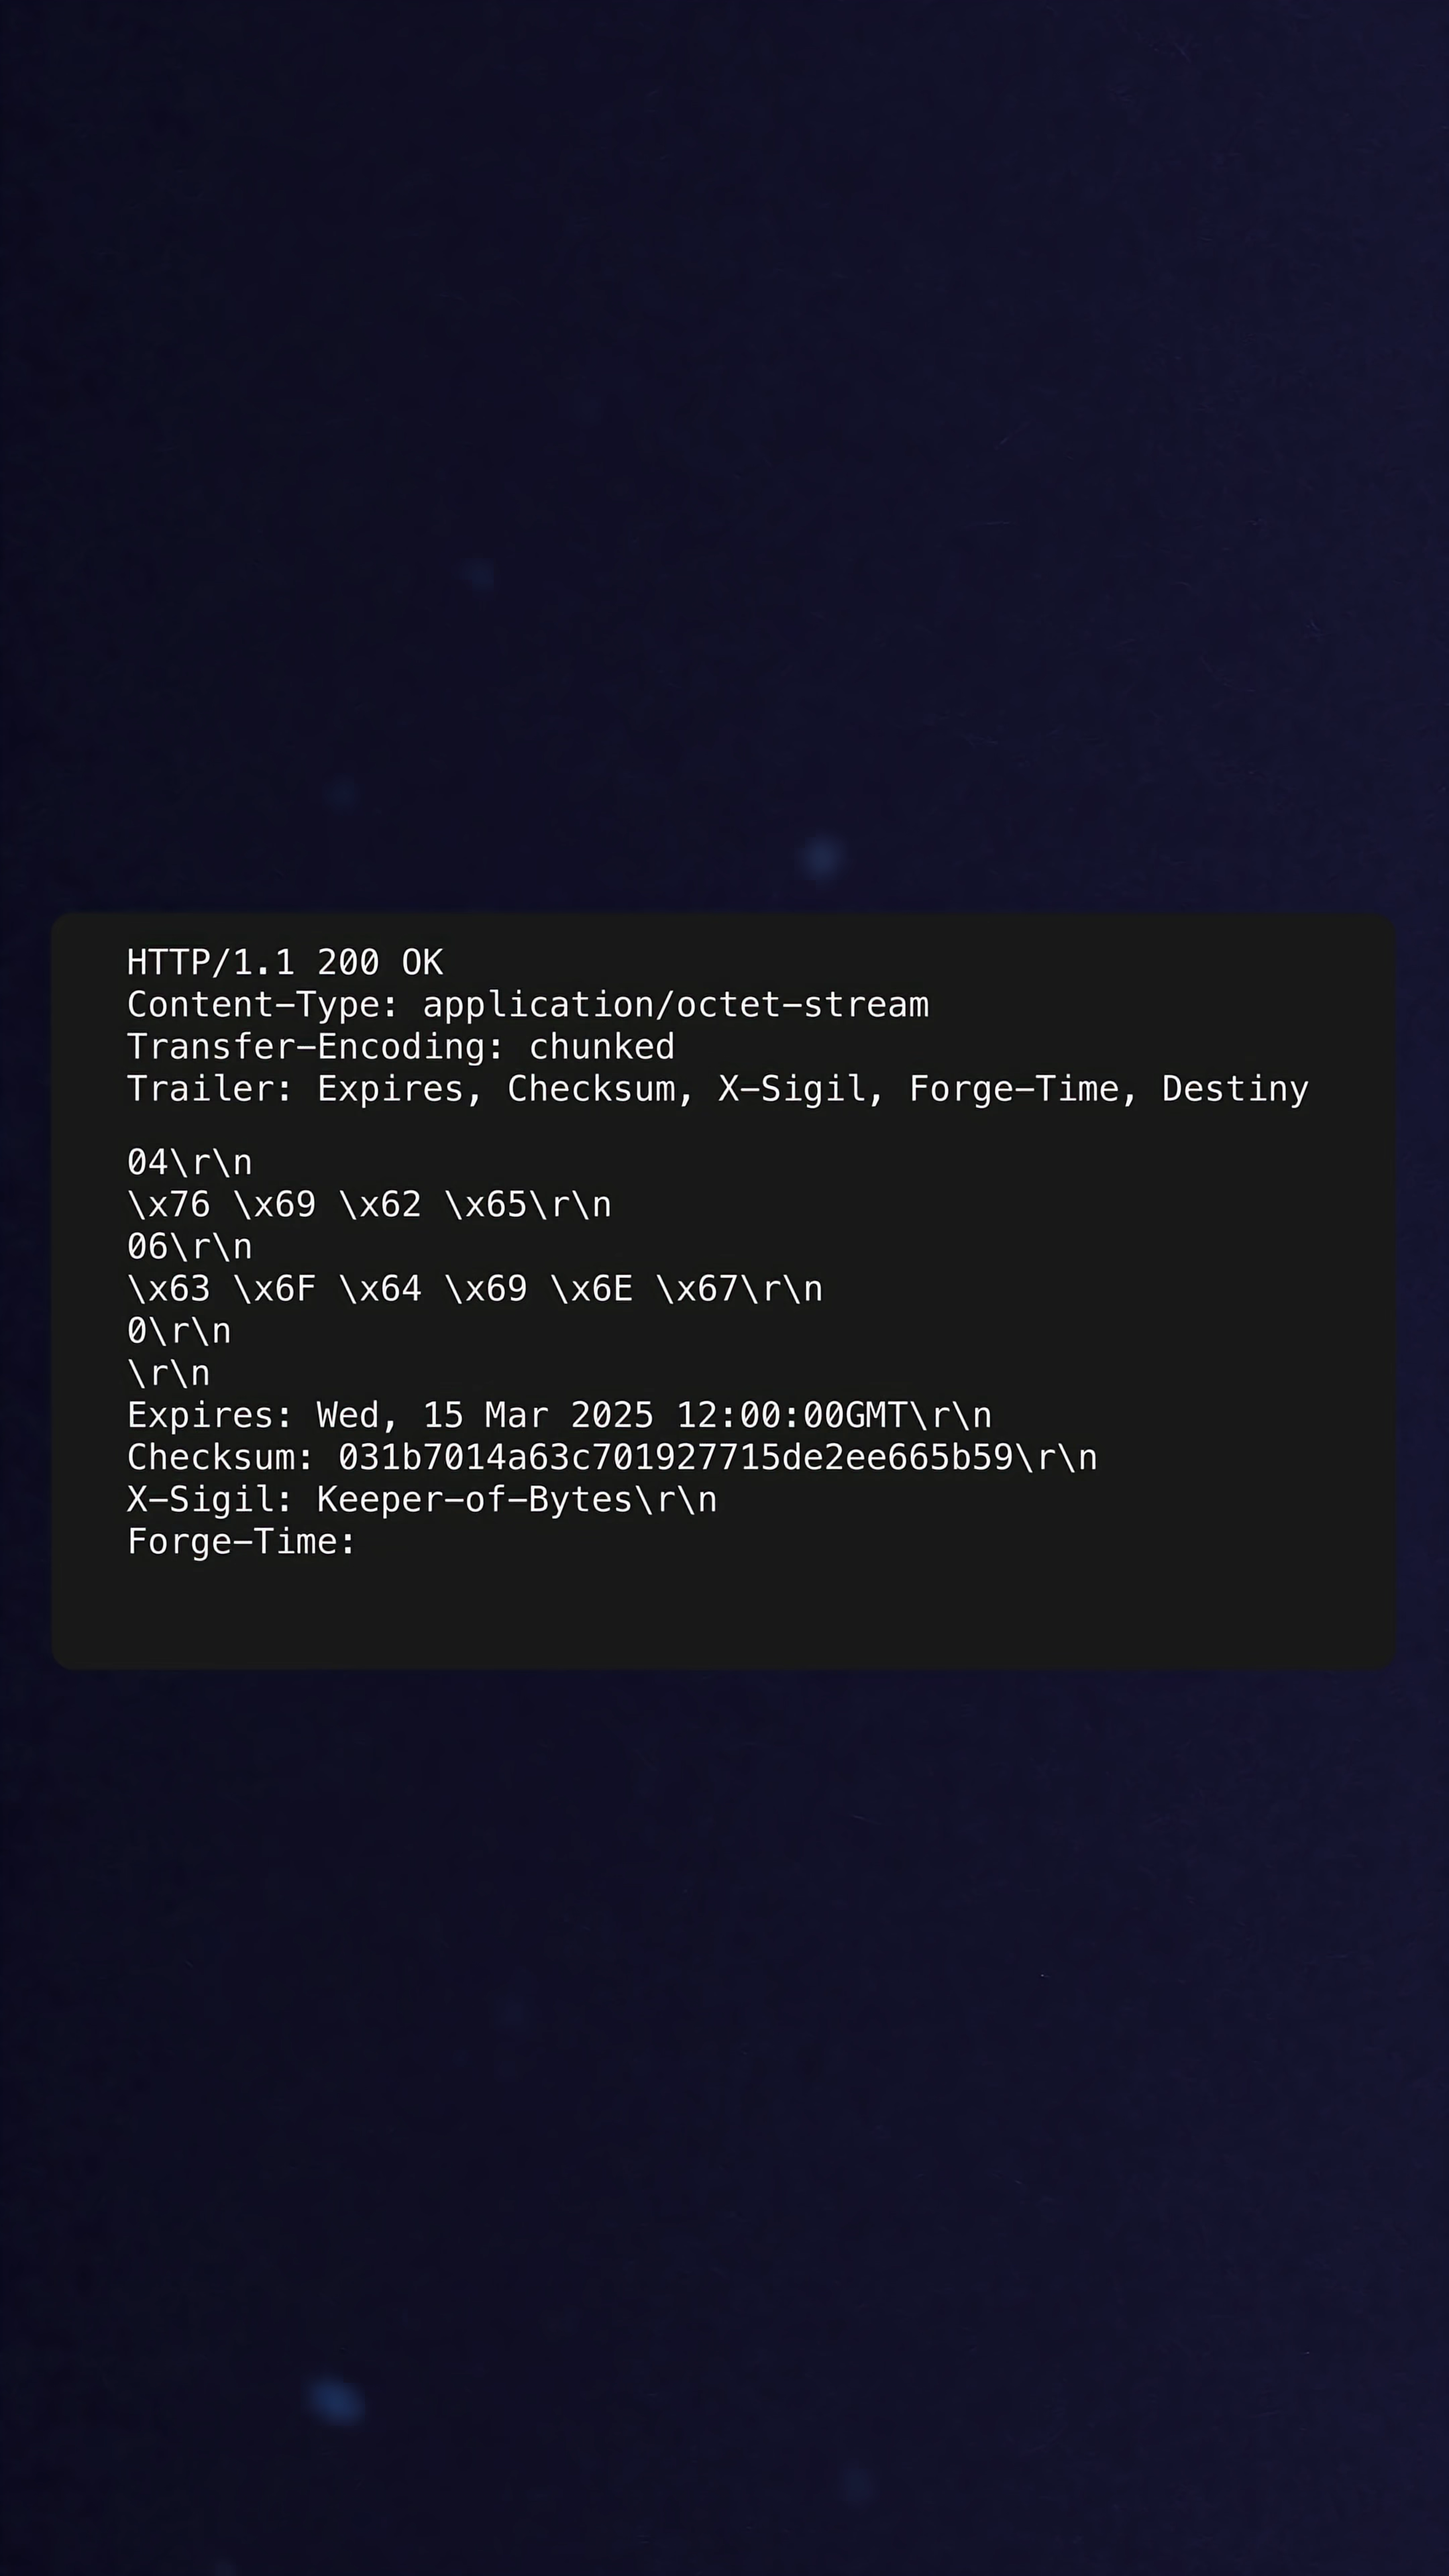 HTTP/1.1 200 OK
Content-Type: application/octet-stream
Transfer-Encoding: chunked
Trailer: Expires, Checksum, X-Sigil, Forge-Time, Destiny
04\r\n
\x76 \x69 \x62 \x65\r\n
06\r\n
\x63 \x6F \x64 \x69 \x6E \x67\r\n
0\r\n
\r\n
Expires: Wed, 15 Mar 2025 12:00:00GMT\r\n
Checksum: 031b7014a63c701927715de2ee665b59\r\n
X-Sigil: Keeper-of-Bytes\r\n
Forge-Time: